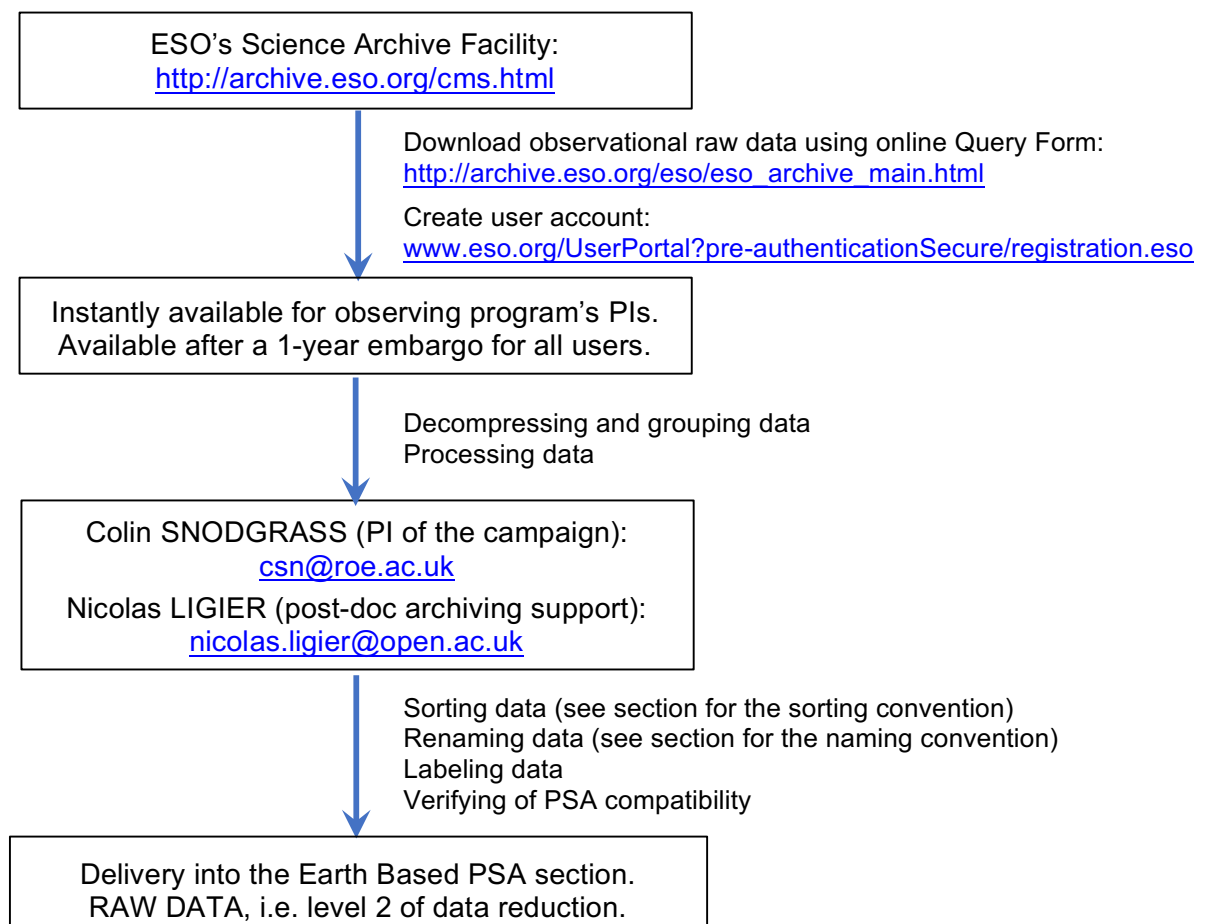 ESO’s Science Archive Facility:
http://archive.eso.org/cms.html
Download observational raw data using online Query Form:
http://archive.eso.org/eso/eso_archive_main.html
Create user account:
www.eso.org/UserPortal?pre-authenticationSecure/registration.eso
Instantly available for observing program’s PIs.
Available after a 1-year embargo for all users.
Decompressing and grouping data
Processing data
Colin SNODGRASS (PI of the campaign):
csn@roe.ac.uk
Nicolas LIGIER (post-doc archiving support):
nicolas.ligier@open.ac.uk
Sorting data (see section for the sorting convention)
Renaming data (see section for the naming convention)
Labeling data
Verifying of PSA compatibility
Delivery into the Earth Based PSA section.
RAW DATA, i.e. level 2 of data reduction.